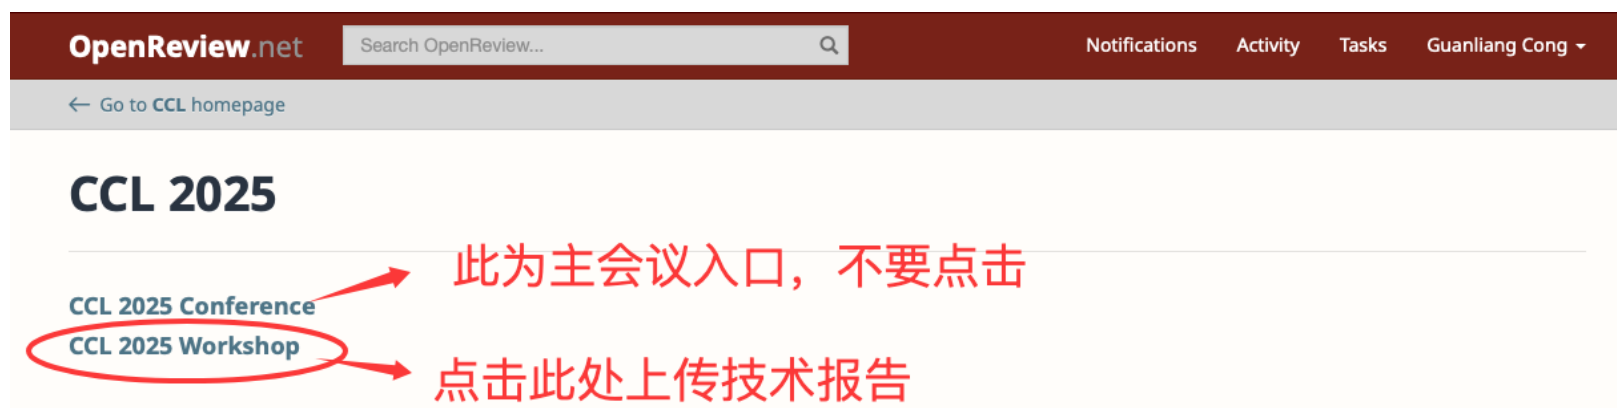 OpenReview.net Search OpenReview... Notifications Activity Tasks Guanliang Cong
← Go to CCL homepage
CCL 2025
此为主会议入口，不要点击
CCL 2025 Conference
CCL 2025 Workshop
点击此处上传技术报告